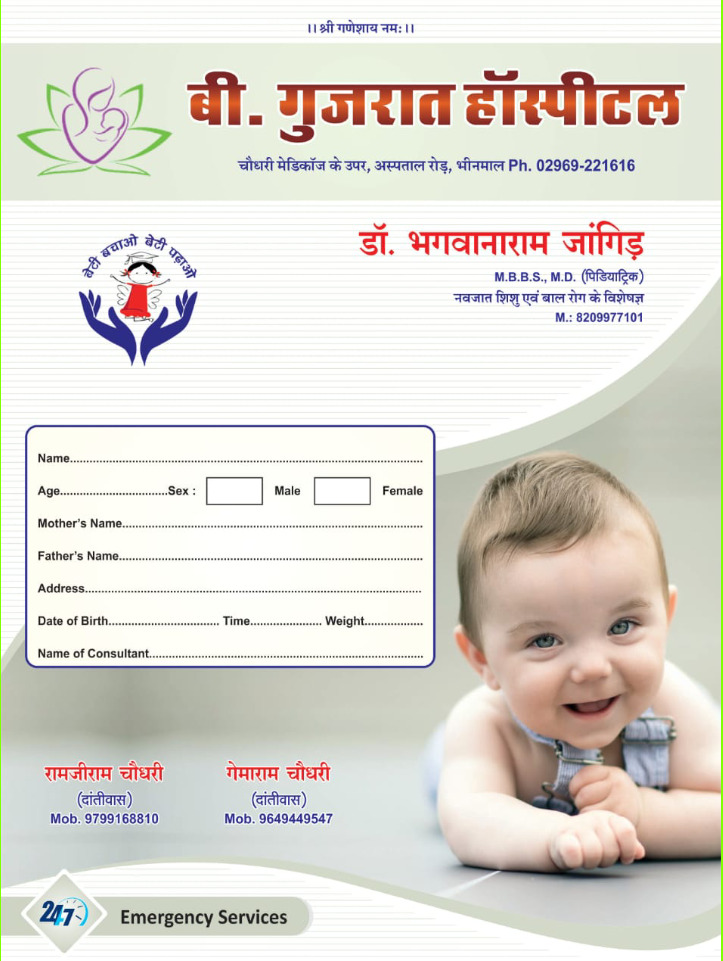 ।। श्री गणेशाय नमः ।।
बी. गुजरात हॉस्पीटल
चौधरी मेडिकॉज के उपर, अस्पताल रोड़, भीनमाल Ph. 02969-221616
बेटी बचाओ बेटी पढ़ाओ
डॉ. भगवानाराम जांगिड़
M.B.B.S., M.D. (पिडियाट्रिक)
नवजात शिशु एवं बाल रोग के विशेषज्ञ
M.: 8209977101
Name
Age Sex : Male Female
Mother's Name
Father's Name
Address
Date of Birth Time Weight
Name of Consultant
रामजीराम चौधरी
(दांतीवास)
Mob. 9799168810
गेमाराम चौधरी
(दांतीवास)
Mob. 9649449547
24/7 Emergency Services